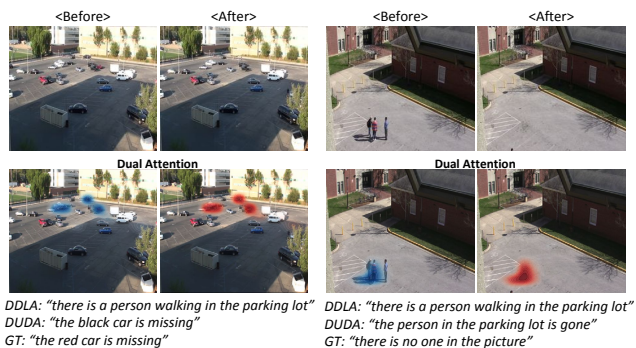 <Before> <After> <Before> <After>
Dual Attention Dual Attention
DDLA: “there is a person walking in the parking lot”
DUDA: “the black car is missing”
GT: “the red car is missing”
DDLA: “there is a person walking in the parking lot”
DUDA: “the person in the parking lot is gone”
GT: “there is no one in the picture”